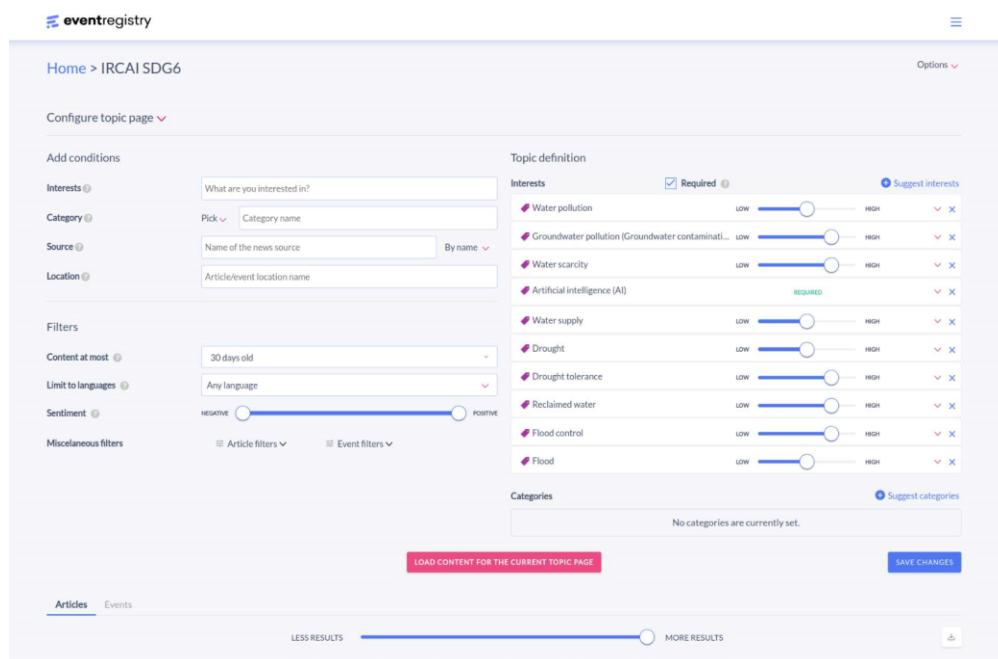 eventregistry
Home > IRCAI SDG6
Options
Configure topic page
Add conditions
Interests
What are you interested in?
Category
Pick
Category name
Source
Name of the news source
By name
Location
Article/event location name
Filters
Content at most
30 days old
Limit to languages
Any language
Sentiment
NEGATIVE
POSITIVE
Miscelaneous filters
Article filters
Event filters
Topic definition
Interests
Required
Suggest interests
Water pollution LOW HIGH
Groundwater pollution (Groundwater contaminati... LOW HIGH
Water scarcity LOW HIGH
Artificial intelligence (AI) REQUIRED
Water supply LOW HIGH
Drought LOW HIGH
Drought tolerance LOW HIGH
Reclaimed water LOW HIGH
Flood control LOW HIGH
Flood LOW HIGH
Categories
Suggest categories
No categories are currently set.
LOAD CONTENT FOR THE CURRENT TOPIC PAGE
SAVE CHANGES
Articles Events
LESS RESULTS MORE RESULTS